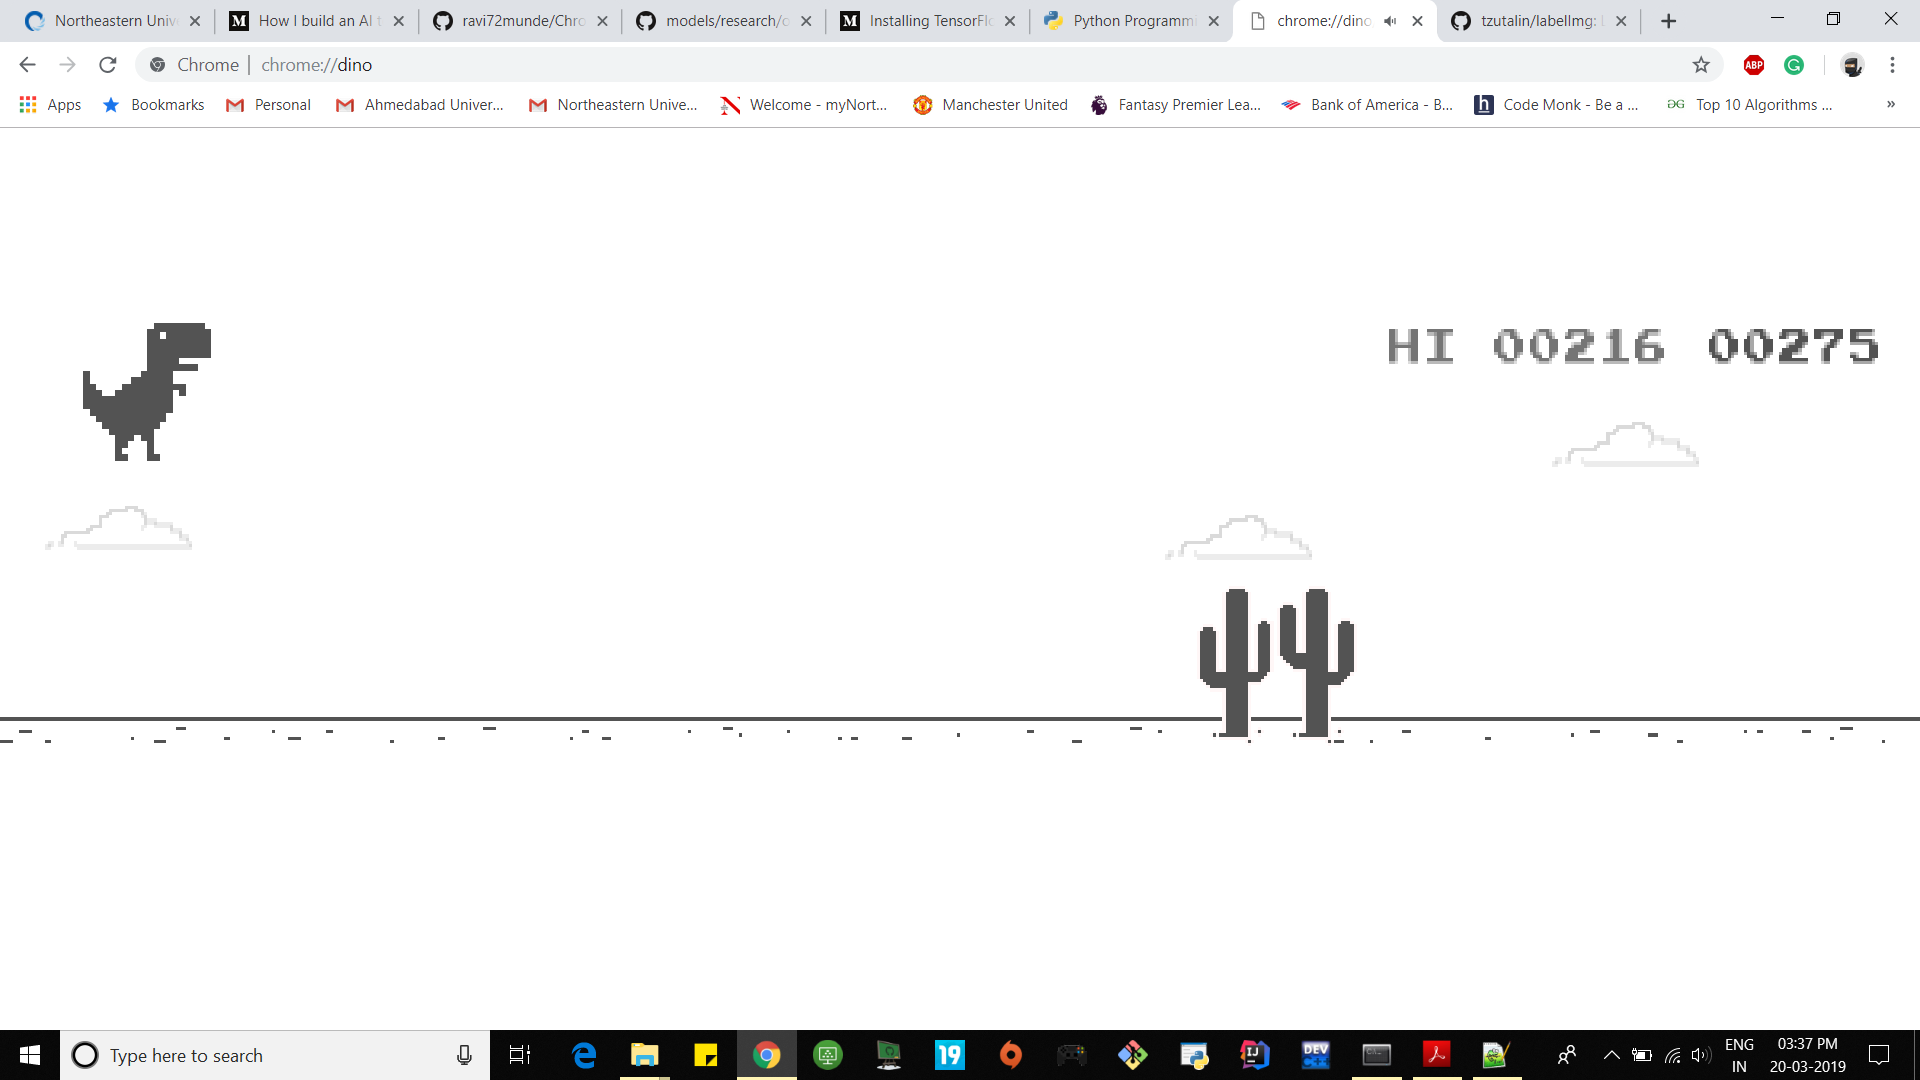 Northeastern Univ
How I build an AI t
ravi72munde/Chro
models/research/o
Installing TensorFlo
Python Programmi
chrome://dino
tzutalin/labelImg:
Chrome | chrome://dino
ABP
Apps
Bookmarks
Personal
Ahmedabad Univer...
Northeastern Unive...
Welcome - myNort...
Manchester United
Fantasy Premier Lea...
Bank of America - B...
Code Monk - Be a ...
Top 10 Algorithms ...
»
HI 00216 00275
Type here to search
19
IJ
DEV
ENG
IN
03:37 PM
20-03-2019